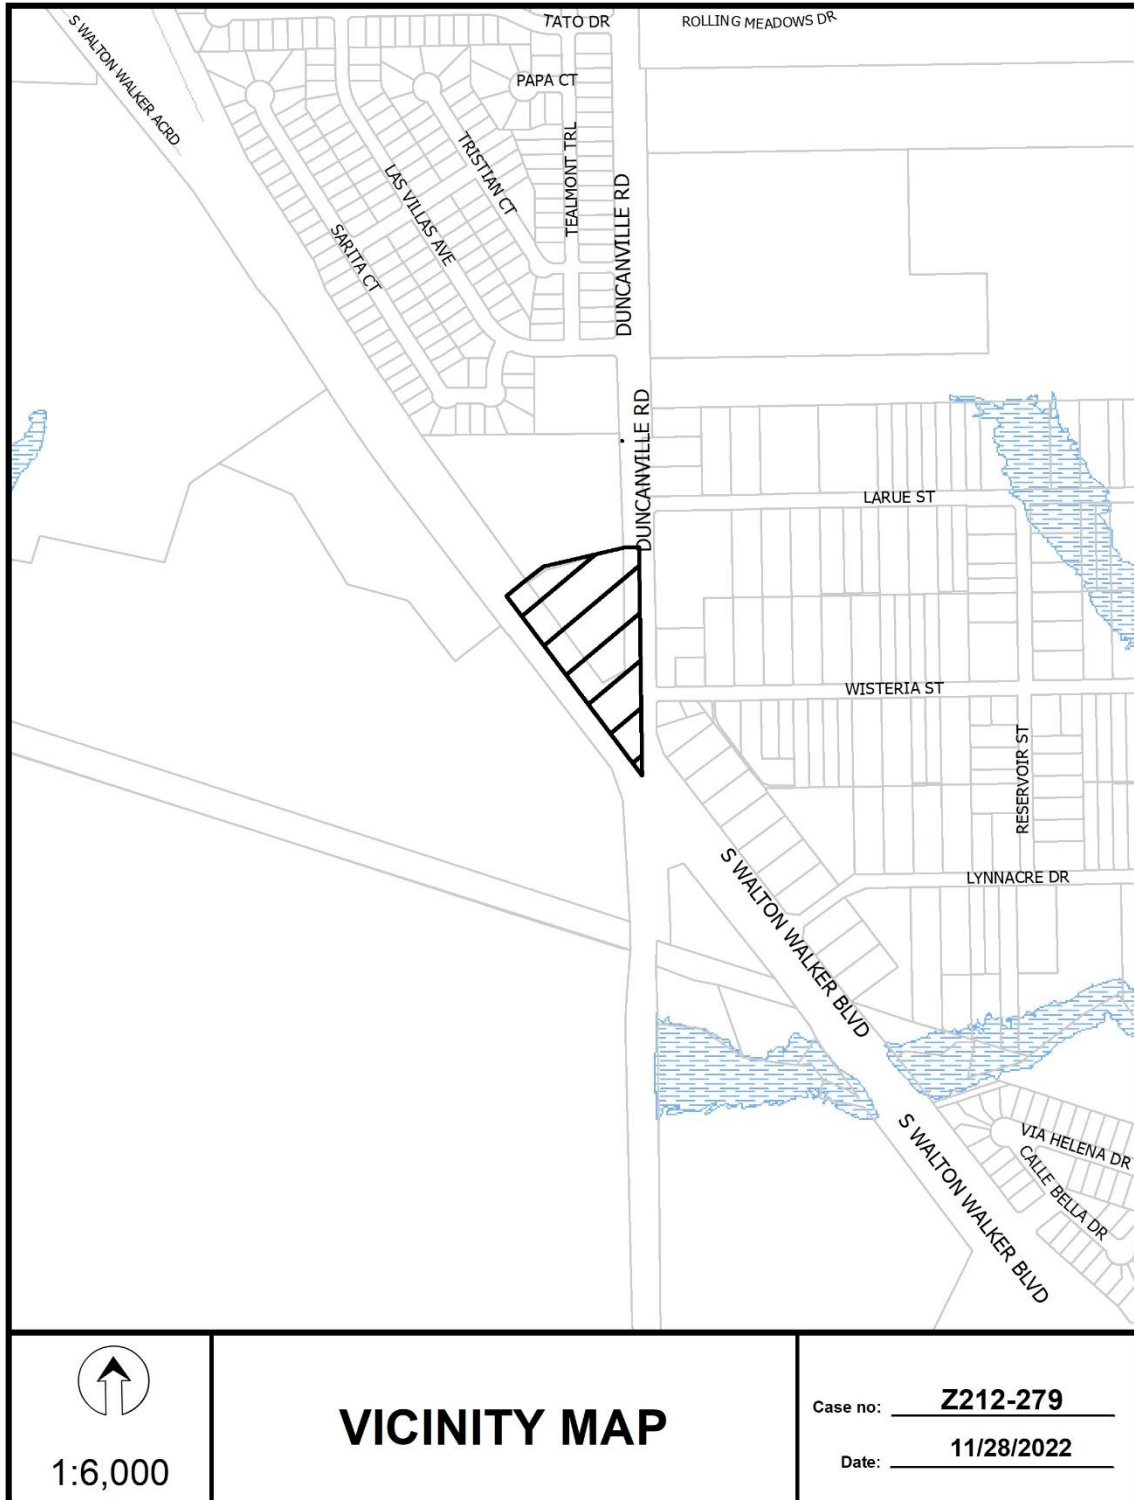 TATO DR
ROLLING MEADOWS DR
S WALTON WALKER ACRD
PAPA CT
TRISTIAN CT
TEALMONT TRL
LAS VILLAS AVE
DUNCANVILLE RD
SARITA CT
DUNCANVILLE RD
LARUE ST
WISTERIA ST
RESERVOIR ST
S WALTON WALKER BLVD
LYNNACRE DR
S WALTON WALKER BLVD
VIA HELENA DR
CALLE BELLA DR
1:6,000
VICINITY MAP
Case no: Z212-279
Date: 11/28/2022